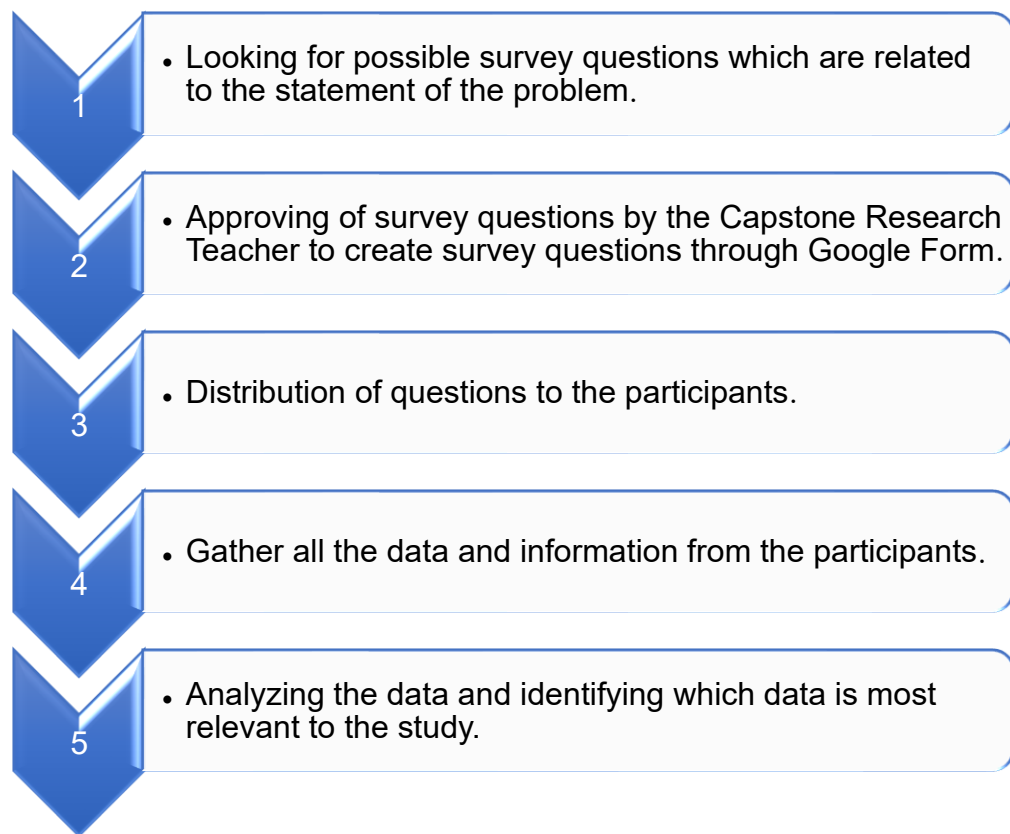 1
• Looking for possible survey questions which are related
to the statement of the problem.
2
• Approving of survey questions by the Capstone Research
Teacher to create survey questions through Google Form.
3
• Distribution of questions to the participants.
4
• Gather all the data and information from the participants.
5
• Analyzing the data and identifying which data is most
relevant to the study.